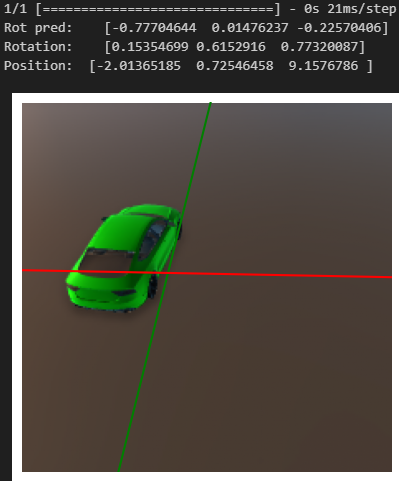 1/1 [==============================] - 0s 21ms/step
Rot pred:    [-0.77704644  0.01476237 -0.22570406]
Rotation:    [0.15354699 0.6152916  0.77320087]
Position:  [-2.01365185  0.72546458  9.1576786 ]